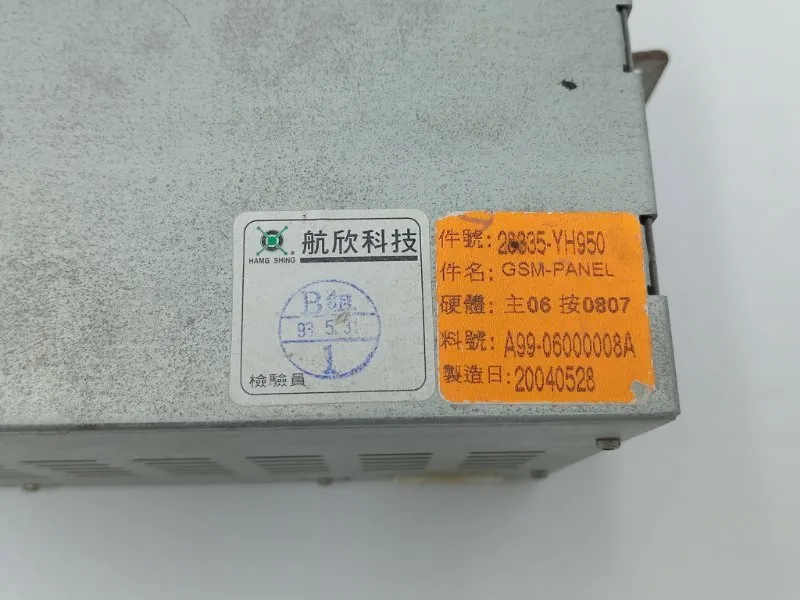 航欣科技
HAMG SHING
B組
93. 5. 31
1
檢驗員
件號: 28335-YH950
件名: GSM-PANEL
硬體: 主06 按0807
料號: A99-06000008A
製造日: 20040528